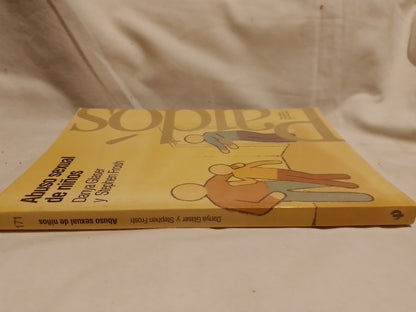 Paidós
Abuso sexual
de niños
Danya Glaser
y Stephen Frosh
171
Abuso sexual de niños
Danya Glaser y Stephen Frosh